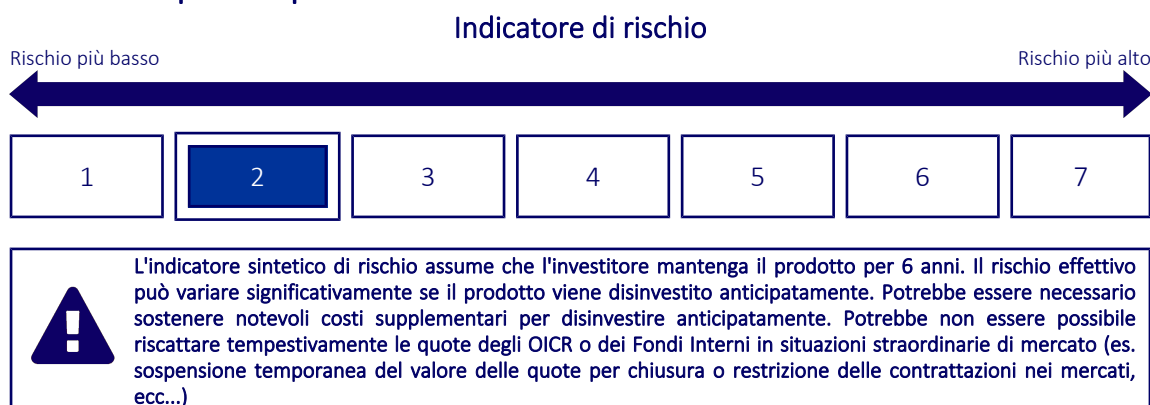 Indicatore di rischio
Rischio più basso
Rischio più alto
1 2 3 4 5 6 7
L'indicatore sintetico di rischio assume che l'investitore mantenga il prodotto per 6 anni. Il rischio effettivo
può variare significativamente se il prodotto viene disinvestito anticipatamente. Potrebbe essere necessario
sostenere notevoli costi supplementari per disinvestire anticipatamente. Potrebbe non essere possibile
riscattare tempestivamente le quote degli OICR o dei Fondi Interni in situazioni straordinarie di mercato (es.
sospensione temporanea del valore delle quote per chiusura o restrizione delle contrattazioni nei mercati,
ecc...)